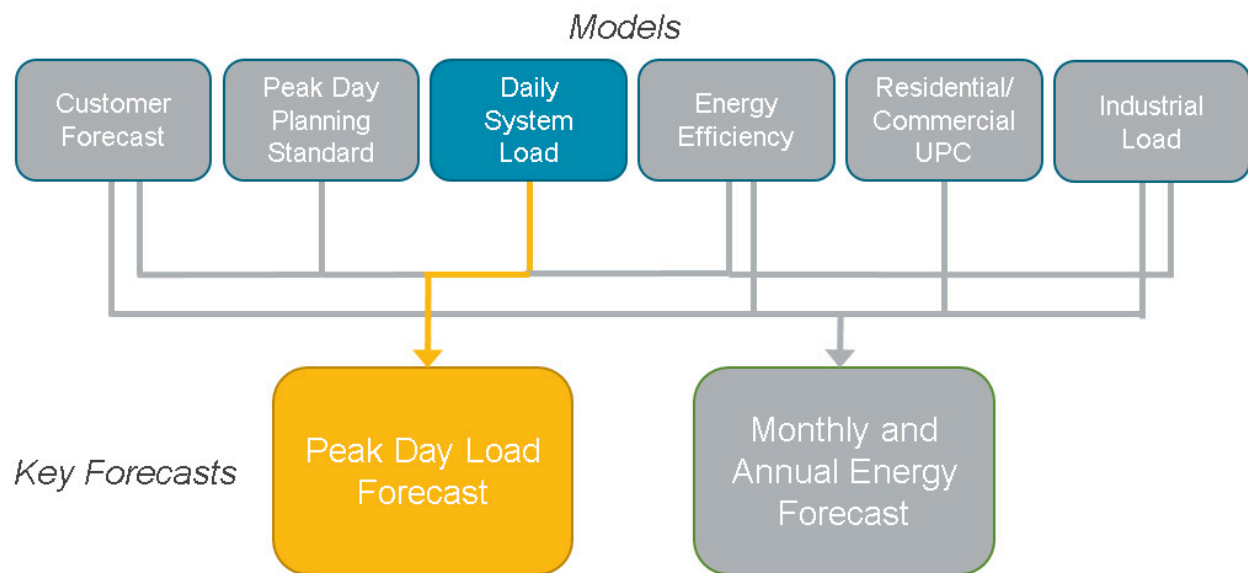 Models
Customer
Forecast
Peak Day
Planning
Standard
Daily
System
Load
Energy
Efficiency
Residential/
Commercial
UPC
Industrial
Load
Key Forecasts
Peak Day Load
Forecast
Monthly and
Annual Energy
Forecast